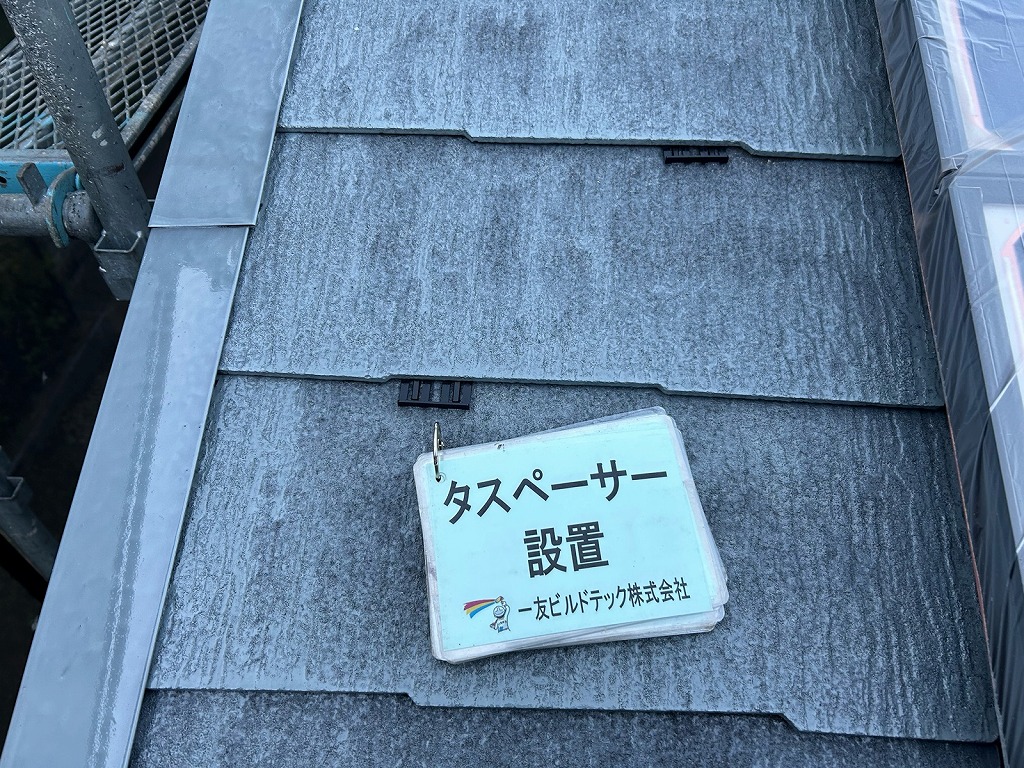 タスペーサー
設置
一友ビルドテック株式会社